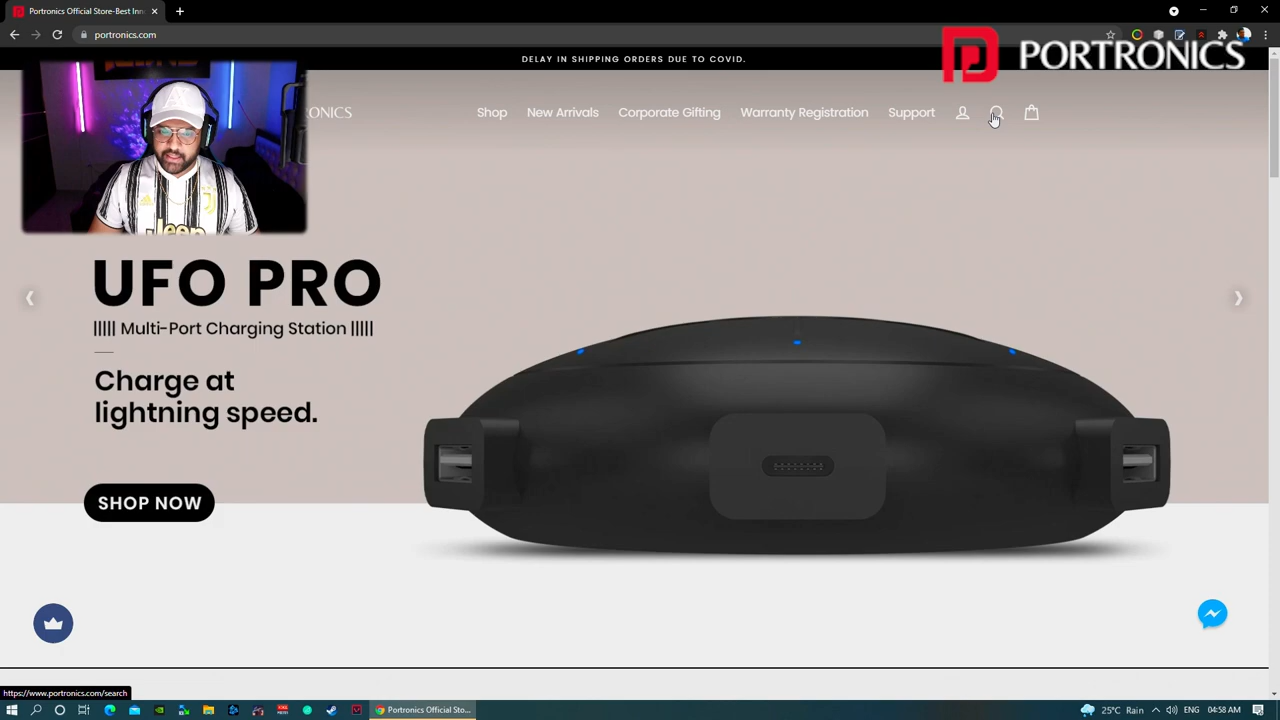 Portronics Official Store-Best Inn
portronics.com
DELAY IN SHIPPING ORDERS DUE TO COVID.
PORTRONICS
RONICS
Shop
New Arrivals
Corporate Gifting
Warranty Registration
Support
UFO PRO
Multi-Port Charging Station
Charge at
lightning speed.
SHOP NOW
https://www.portronics.com/search
Portronics Official Sto...
25°C Rain
04:58 AM